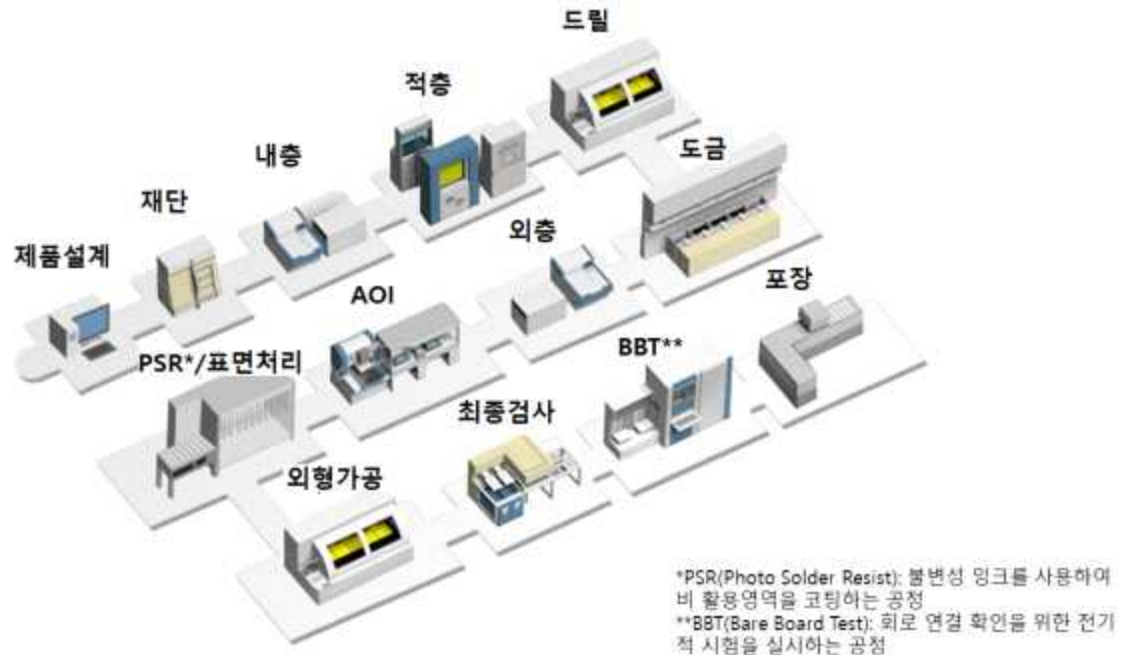 드릴
적층
내층
도금
재단
외층
제품설계
AOI
포장
BBT**
PSR*/표면처리
최종검사
외형가공
*PSR(Photo Solder Resist): 불변성 잉크를 사용하여
비 활용영역을 코팅하는 공정
**BBT(Bare Board Test): 회로 연결 확인을 위한 전기
적 시험을 실시하는 공정